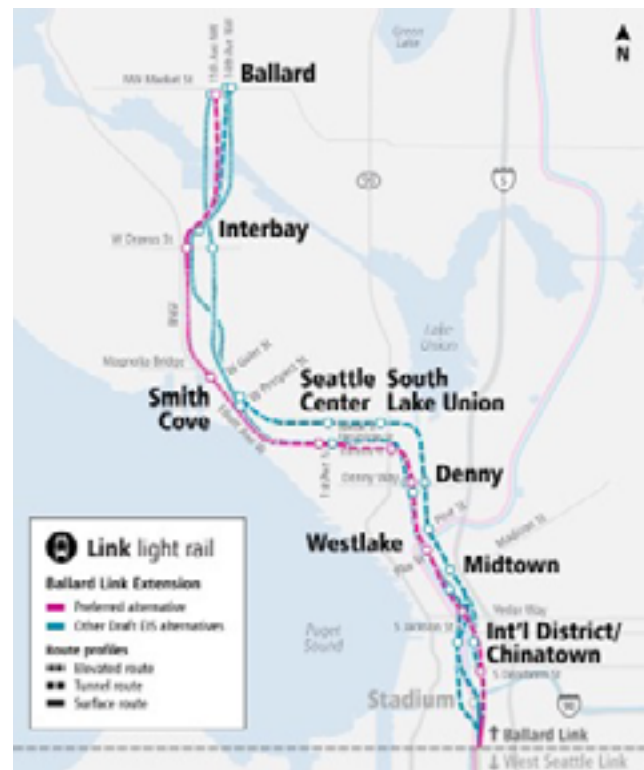 Green
Lake
N
15th Ave NW
14th Ave NW
NW Market St
Ballard
20
5
Interbay
W Dravus St
BNSF
Magnolia Bridge
W Galer St
W Prospect St
Lake
Union
Smith
Cove
Elliott Ave W
Seattle
Center
South
Lake Union
Denny Way
Denny
Westlake
Pine St
Madison St
Midtown
Yesler Way
S Jackson St
Int'l District/
Chinatown
S Dearborn St
Puget
Sound
Stadium
90
↑ Ballard Link
↓ West Seattle Link
Link light rail
Ballard Link Extension
Preferred alternative
Other Draft EIS alternatives
Route profiles
Elevated route
Tunnel route
Surface route